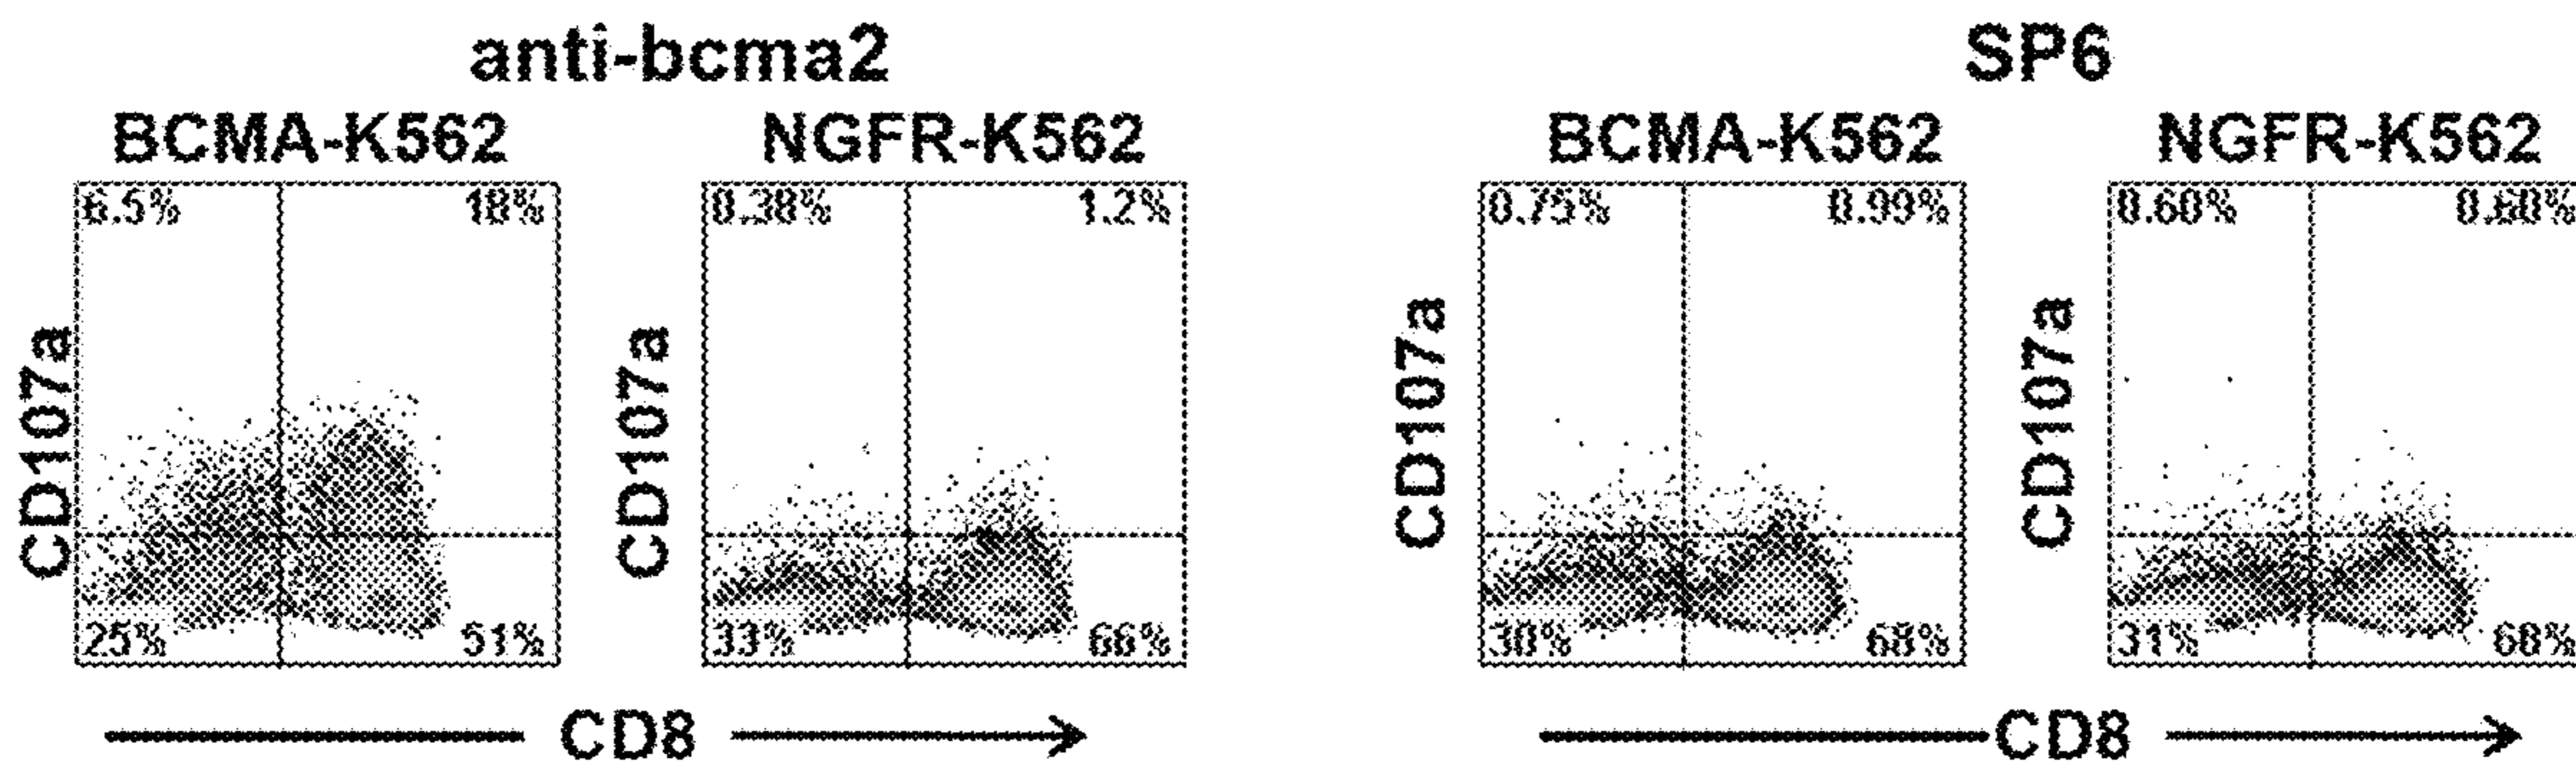 anti-bcma2 SP6
BCMA-K562 NGFR-K562 BCMA-K562 NGFR-K562
6.5% 18% 0.38% 1.2% 0.75% 0.99% 0.60% 0.60%
CD107a CD107a CD107a CD107a
25% 51% 33% 66% 30% 68% 31% 68%
CD8 CD8